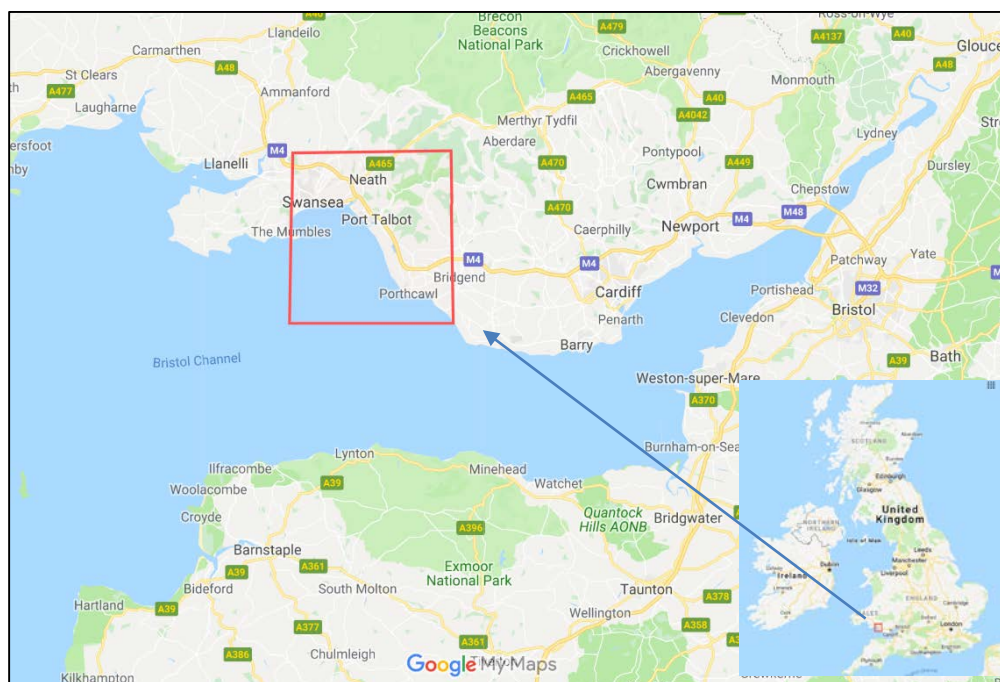 Brecon
Beacons
National Park
A479
Ross-on-Wye
A40
Llandeilo
Carmarthen
A40
Crickhowell
A4137
A40
Glouce
St Clears
A48
Abergavenny
Monmouth
A477
Ammanford
A465
A40
Laugharne
Merthyr Tydfil
A4042
Lydney
Aberdare
ersfoot
M4
A470
Pontypool
A449
Dursley
Llanelli
A465
Neath
Cwmbran
Chepstow
Swansea
A470
M48
Port Talbot
Newport
M4
The Mumbles
Caerphilly
M4
M4
Patchway
Yate
Bridgend
Portishead
M32
Porthcawl
Cardiff
Bristol
Penarth
Clevedon
Barry
Bristol Channel
A39
Bath
Weston-super-Mare
A370
Burnham-on-Sea
Lynton
Ilfracombe
Minehead
Woolacombe
A39
Watchet
Croyde
Quantock
Hills AONB
Bridgwater
A396
Barnstaple
Exmoor
National Park
A39
A361
Bideford
South Molton
Taunton
A378
Hartland
A39
Wellington
A377
A358
A361
A386
Chulmleigh
Kilkhampton
Google My Maps
SCOTLAND
Edinburgh
Glasgow
United
Kingdom
NORTHERN
IRELAND
Isle of Man
Leeds
Manchester
Dublin
Liverpool
Ireland
ENGLAND
Cambridge
London
Plymouth